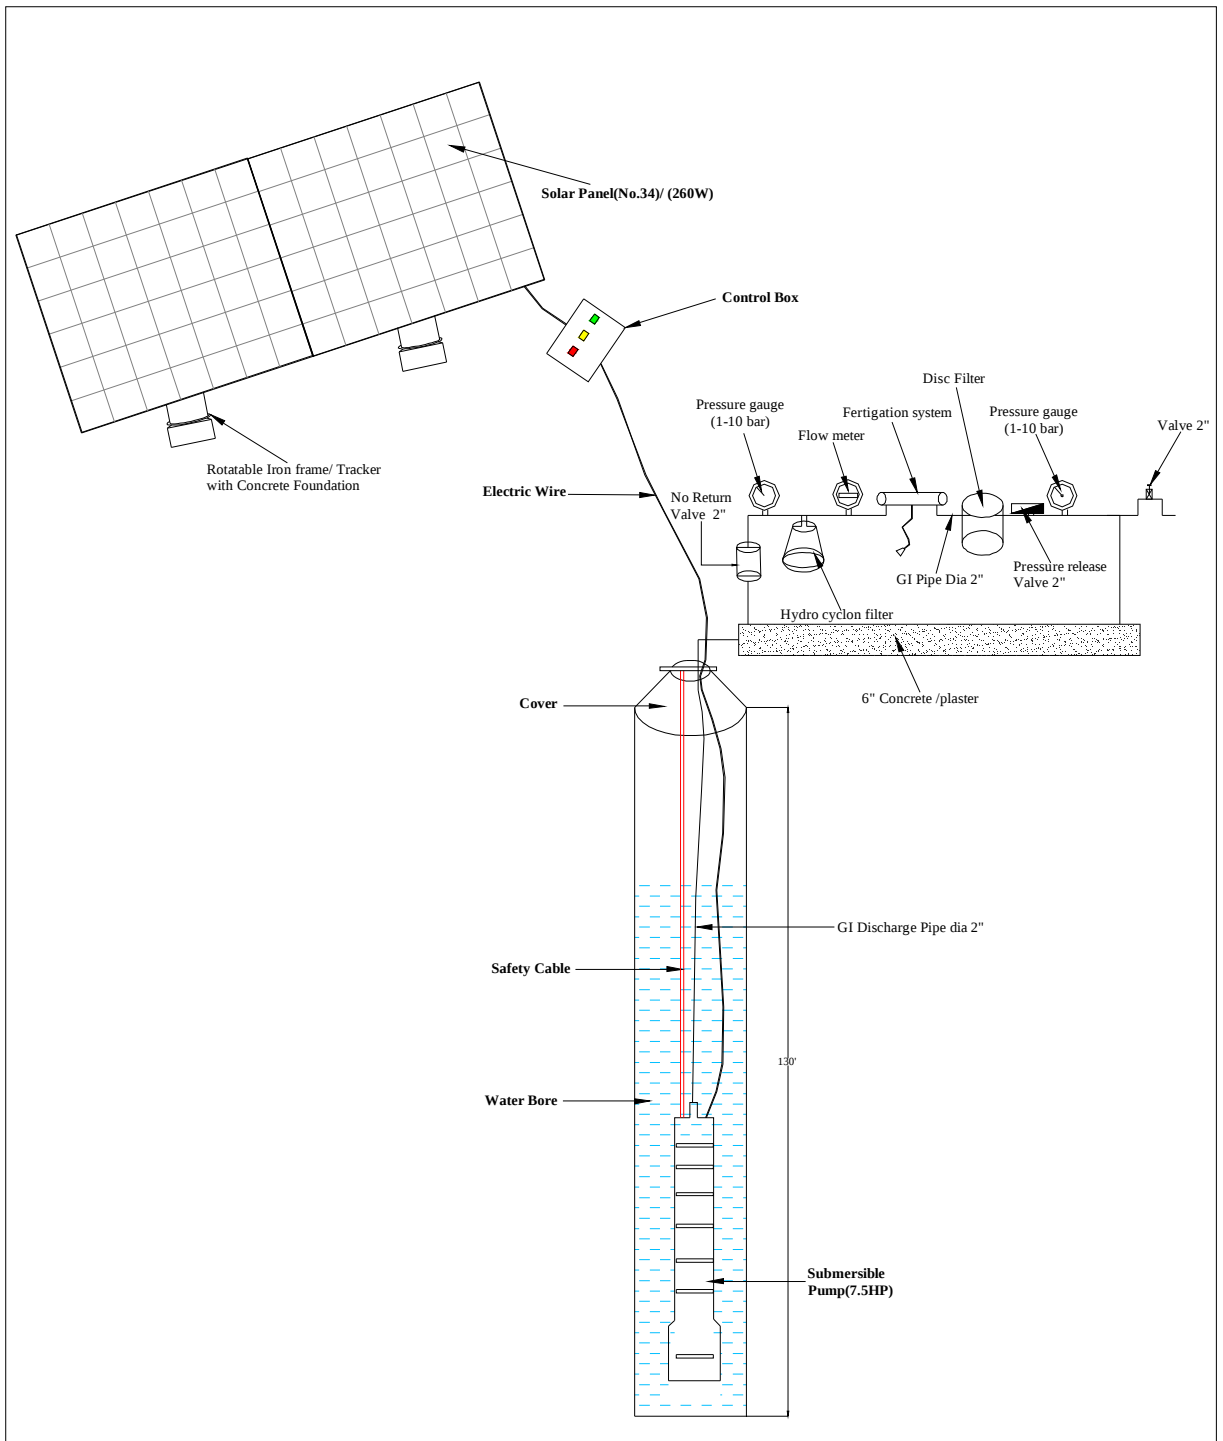 Solar Panel(No.34)/ (260W)
Control Box
Disc Filter
Pressure gauge
(1-10 bar)
Fertigation system
Pressure gauge
(1-10 bar)
Flow meter
Valve 2"
Rotatable Iron frame/ Tracker
with Concrete Foundation
Electric Wire
No Return
Valve 2"
GI Pipe Dia 2"
Pressure release
Valve 2"
Hydro cyclon filter
6" Concrete /plaster
Cover
GI Discharge Pipe dia 2"
Safety Cable
130'
Water Bore
Submersible
Pump(7.5HP)